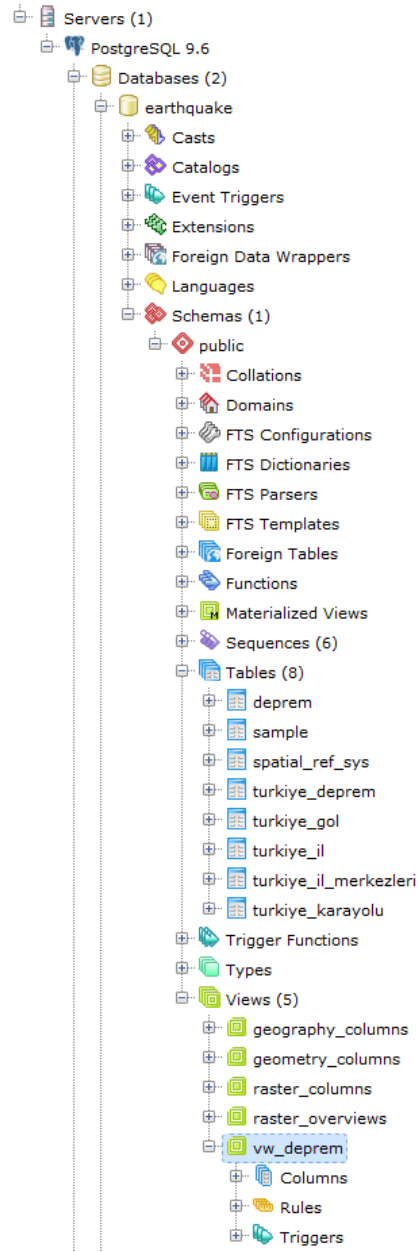 Servers (1)
PostgreSQL 9.6
Databases (2)
earthquake
Casts
Catalogs
Event Triggers
Extensions
Foreign Data Wrappers
Languages
Schemas (1)
public
Collations
Domains
FTS Configurations
FTS Dictionaries
FTS Parsers
FTS Templates
Foreign Tables
Functions
Materialized Views
Sequences (6)
Tables (8)
deprem
sample
spatial_ref_sys
turkiye_deprem
turkiye_gol
turkiye_il
turkiye_il_merkezleri
turkiye_karayolu
Trigger Functions
Types
Views (5)
geography_columns
geometry_columns
raster_columns
raster_overviews
vw_deprem
Columns
Rules
Triggers